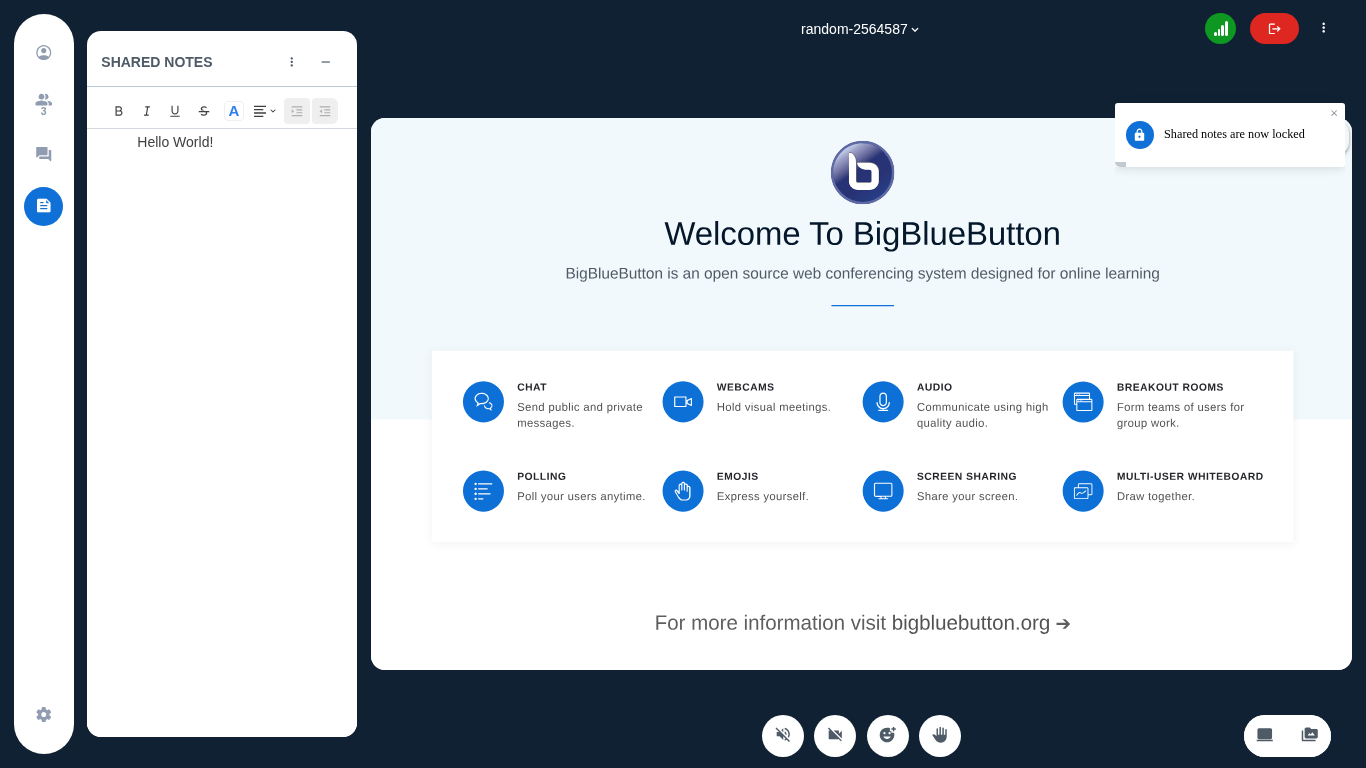 random-2564587
SHARED NOTES
3
B I U S A
Hello World!
Shared notes are now locked
Welcome To BigBlueButton
BigBlueButton is an open source web conferencing system designed for online learning
CHAT
Send public and private
messages.
WEBCAMS
Hold visual meetings.
AUDIO
Communicate using high
quality audio.
BREAKOUT ROOMS
Form teams of users for
group work.
POLLING
Poll your users anytime.
EMOJIS
Express yourself.
SCREEN SHARING
Share your screen.
MULTI-USER WHITEBOARD
Draw together.
For more information visit bigbluebutton.org ➔